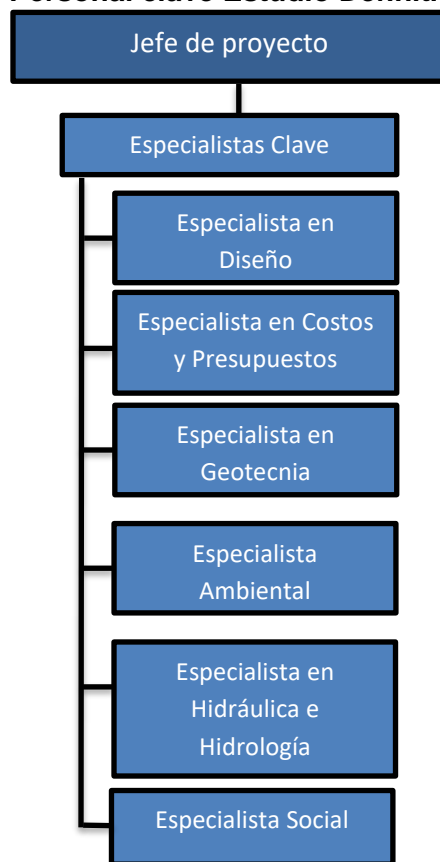 Jefe de proyecto
Especialistas Clave
Especialista en
Diseño
Especialista en Costos
y Presupuestos
Especialista en
Geotecnia
Especialista
Ambiental
Especialista en
Hidráulica e
Hidrología
Especialista Social